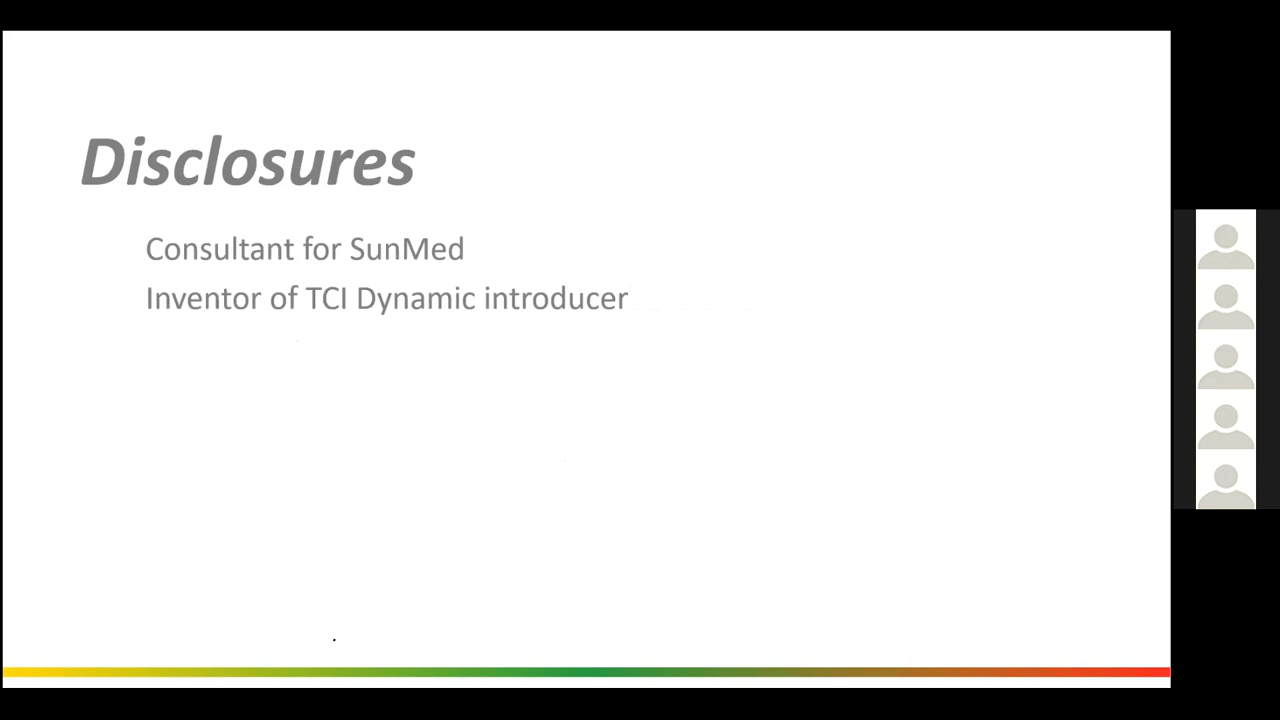 Disclosures
Consultant for SunMed
Inventor of TCI Dynamic introducer